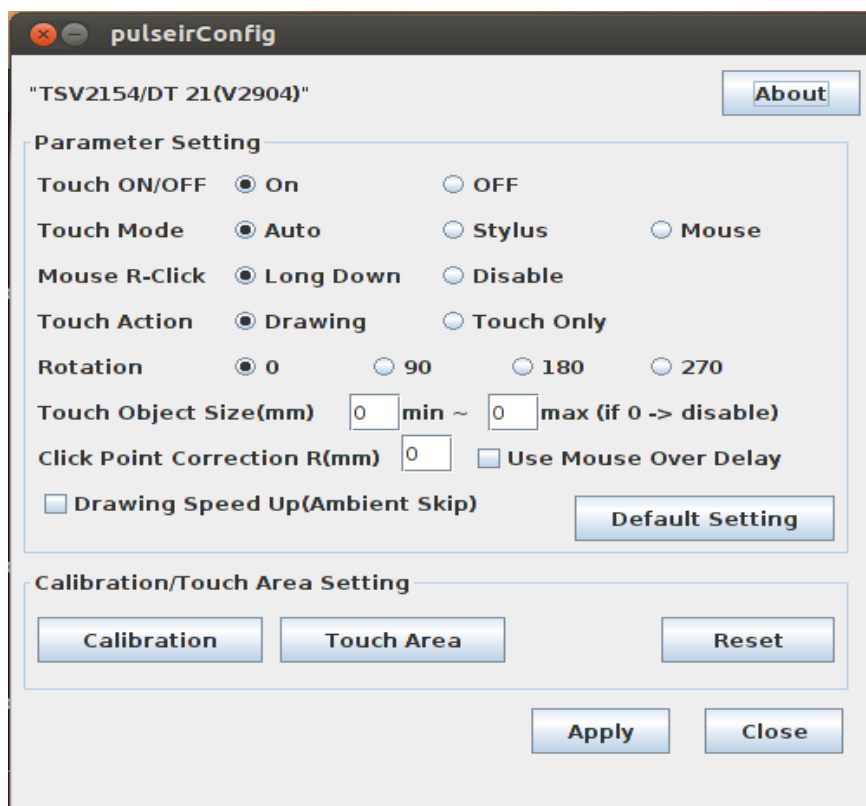 pulseirConfig
"TSV2154/DT 21(V2904)" About
Parameter Setting
Touch ON/OFF On OFF
Touch Mode Auto Stylus Mouse
Mouse R-Click Long Down Disable
Touch Action Drawing Touch Only
Rotation 0 90 180 270
Touch Object Size(mm) 0 min ~ 0 max (if 0 -> disable)
Click Point Correction R(mm) 0 Use Mouse Over Delay
Drawing Speed Up(Ambient Skip)
Default Setting
Calibration/Touch Area Setting
Calibration Touch Area Reset
Apply Close